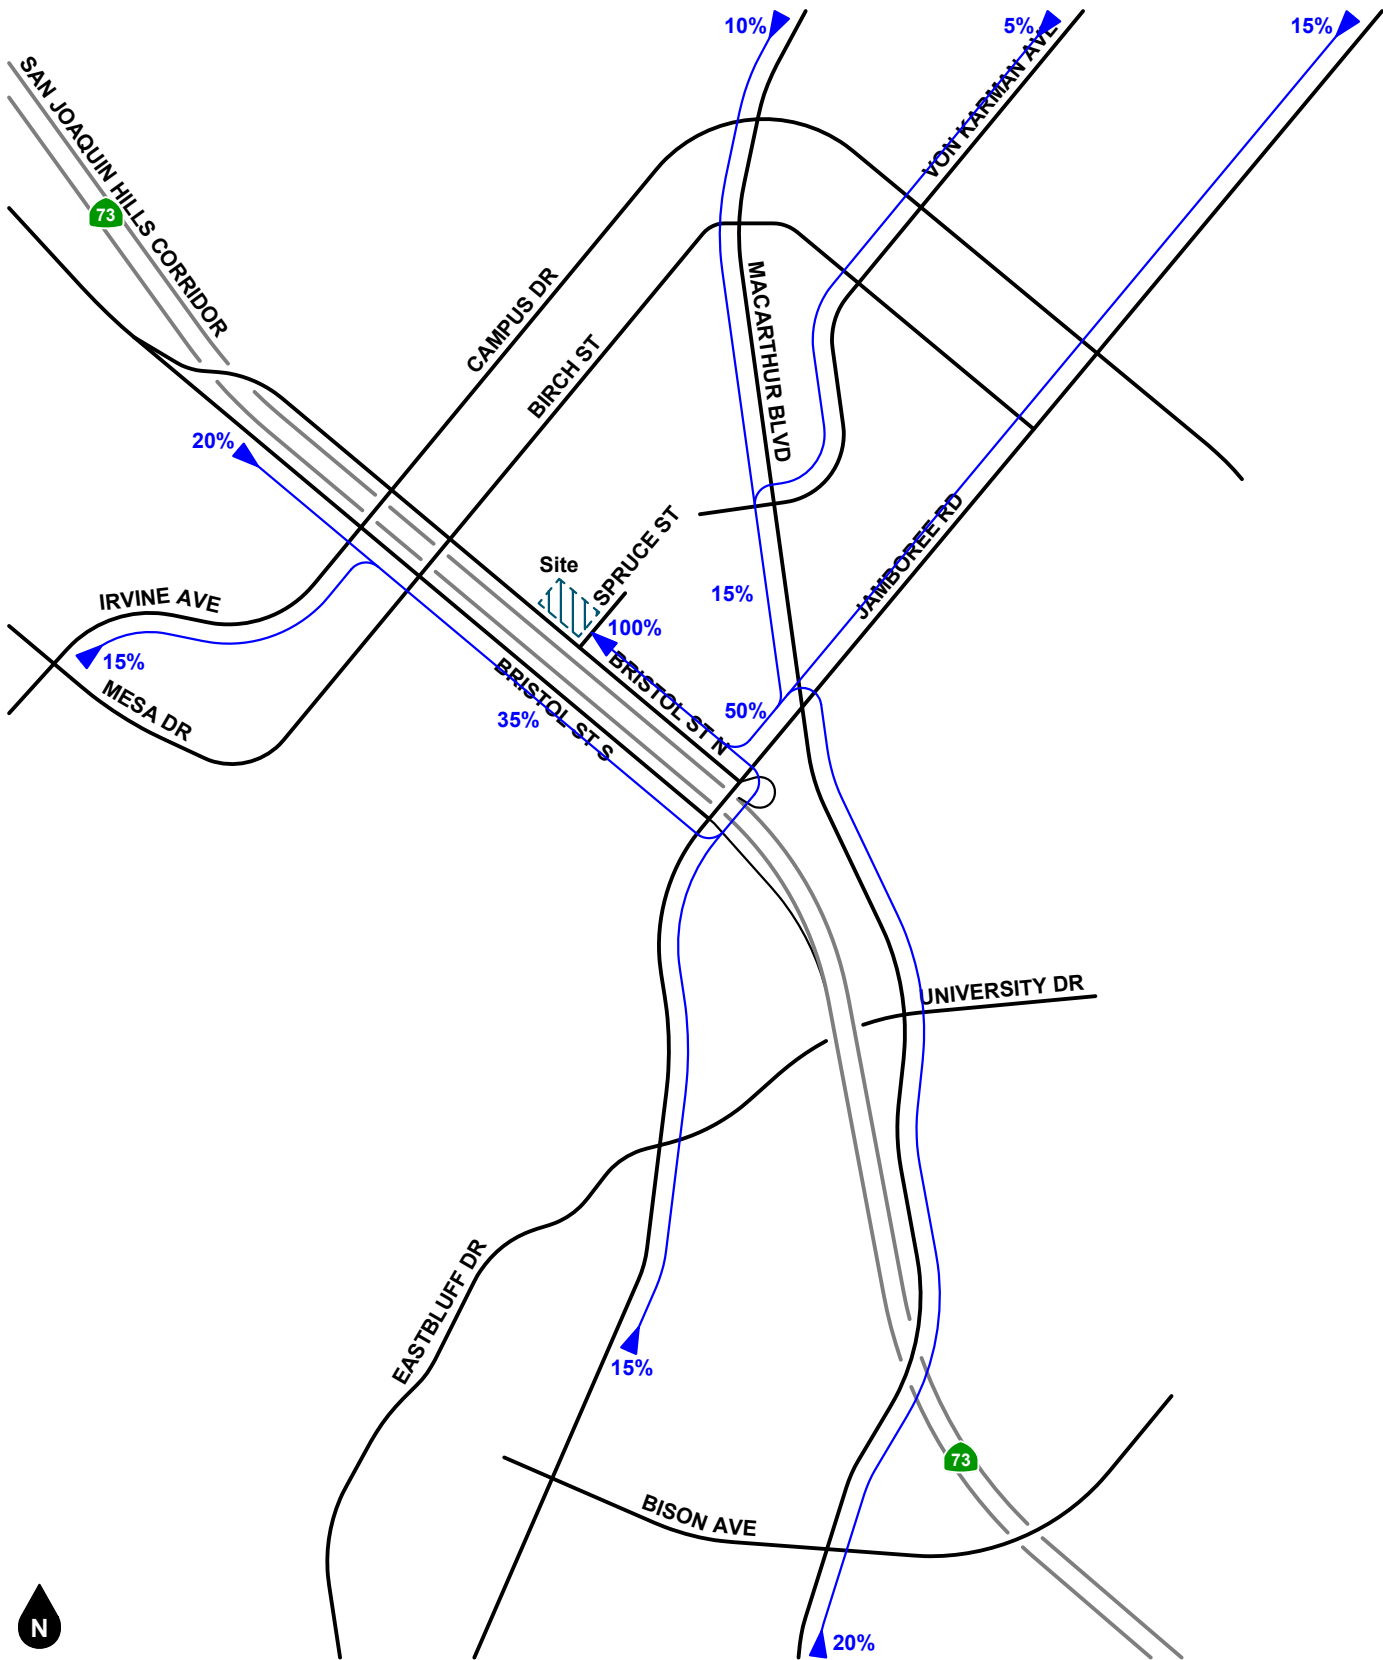 10%
5%
15%
SAN JOAQUIN HILLS CORRIDOR
VON KARMAN AVE
73
MACARTHUR BLVD
CAMPUS DR
BIRCH ST
20%
JAMBOREE RD
SPRUCE ST
Site
15%
IRVINE AVE
100%
15%
BRISTOL ST N
MESA DR
BRISTOL ST S
50%
35%
UNIVERSITY DR
EASTBLUFF DR
15%
73
BISON AVE
N
20%